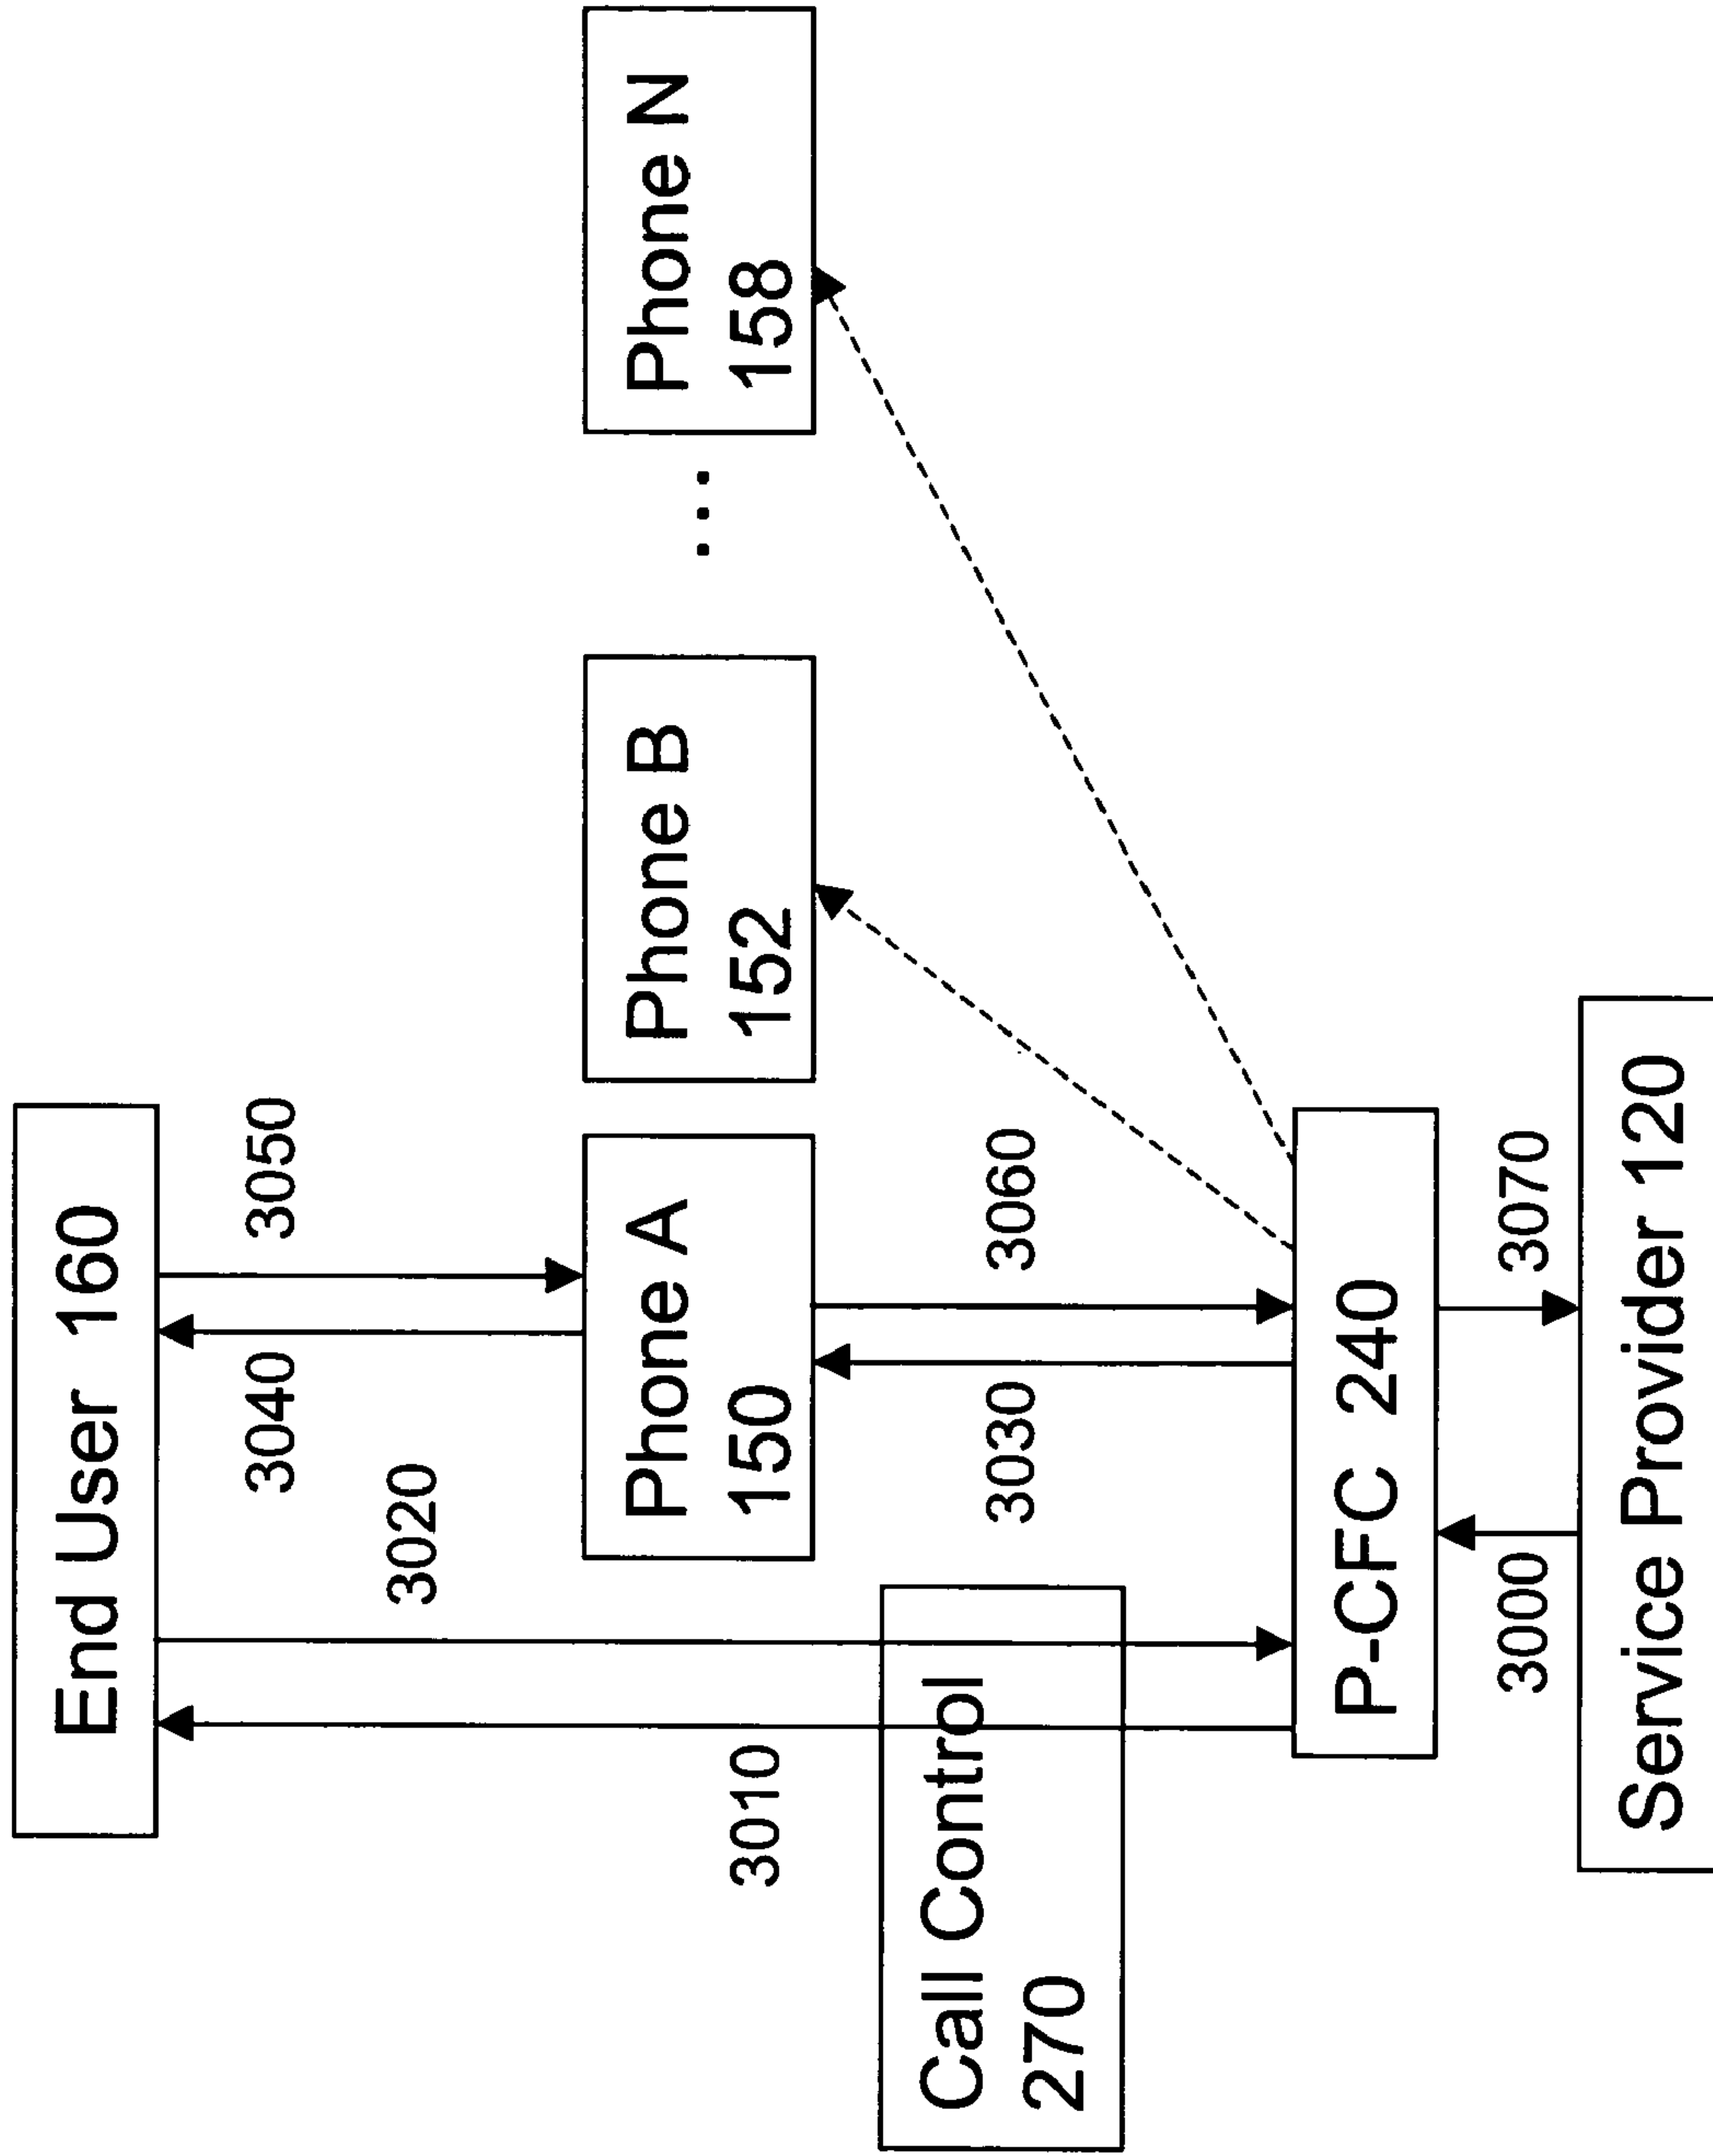 End User 160
3040
3050
3020
Phone A
150
Phone B
152
...
Phone N
158
3010
Call Control
270
3030
3060
P-CFC 240
3000
3070
Service Provider 120